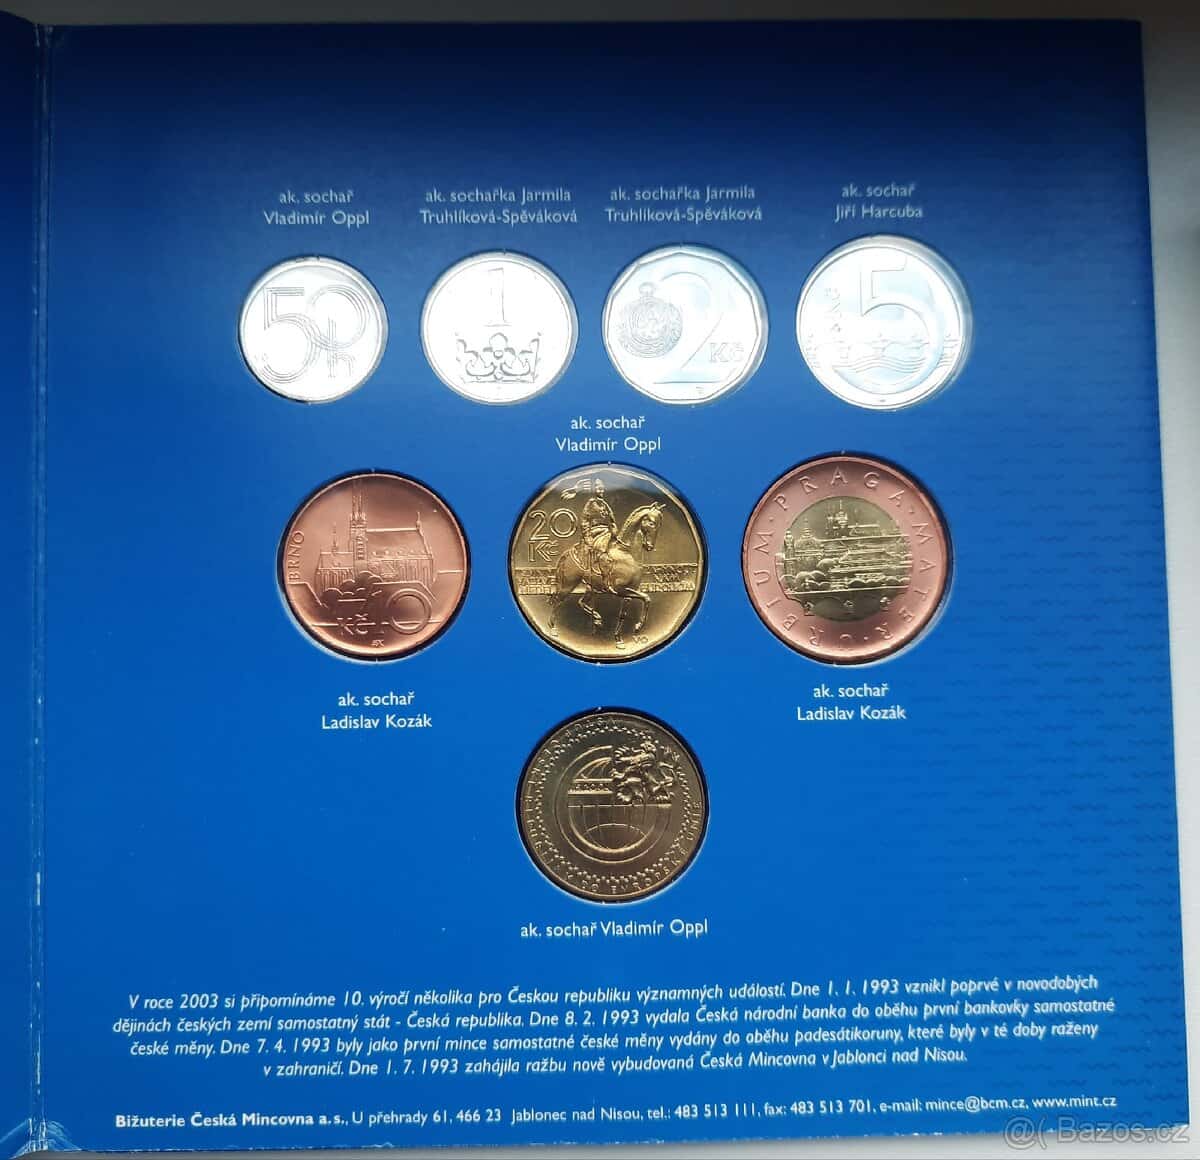 ak. sochař
Vladimír Oppl
ak. sochařka Jarmila
Truhlíková-Spěváková
ak. sochařka Jarmila
Truhlíková-Spěváková
ak. sochař
Jiří Harcuba
50
h
1
2
Kč
5
ak. sochař
Vladimír Oppl
BRNO
10
Kč
20
Kč
VO
PRAGA MATER URBIUM
ak. sochař
Ladislav Kozák
ak. sochař
Ladislav Kozák
DO EVROPSKÉ UNIE
ak. sochař Vladimír Oppl
V roce 2003 si připomínáme 10. výročí několika pro Českou republiku významných událostí. Dne 1. 1. 1993 vznikl poprvé v novodobých
dějinách českých zemí samostatný stát - Česká republika. Dne 8. 2. 1993 vydala Česká národní banka do oběhu první bankovky samostatné
české měny. Dne 7. 4. 1993 byly jako první mince samostatné české měny vydány do oběhu padesátikoruny, které byly v té doby raženy
v zahraničí. Dne 1. 7. 1993 zahájila ražbu nově vybudovaná Česká Mincovna v Jablonci nad Nisou.
Bižuterie Česká Mincovna a.s., U přehrady 61, 466 23 Jablonec nad Nisou, tel.: 483 513 111, fax: 483 513 701, e-mail: mince@bcm.cz, www.mint.cz
@( Bazos.cz